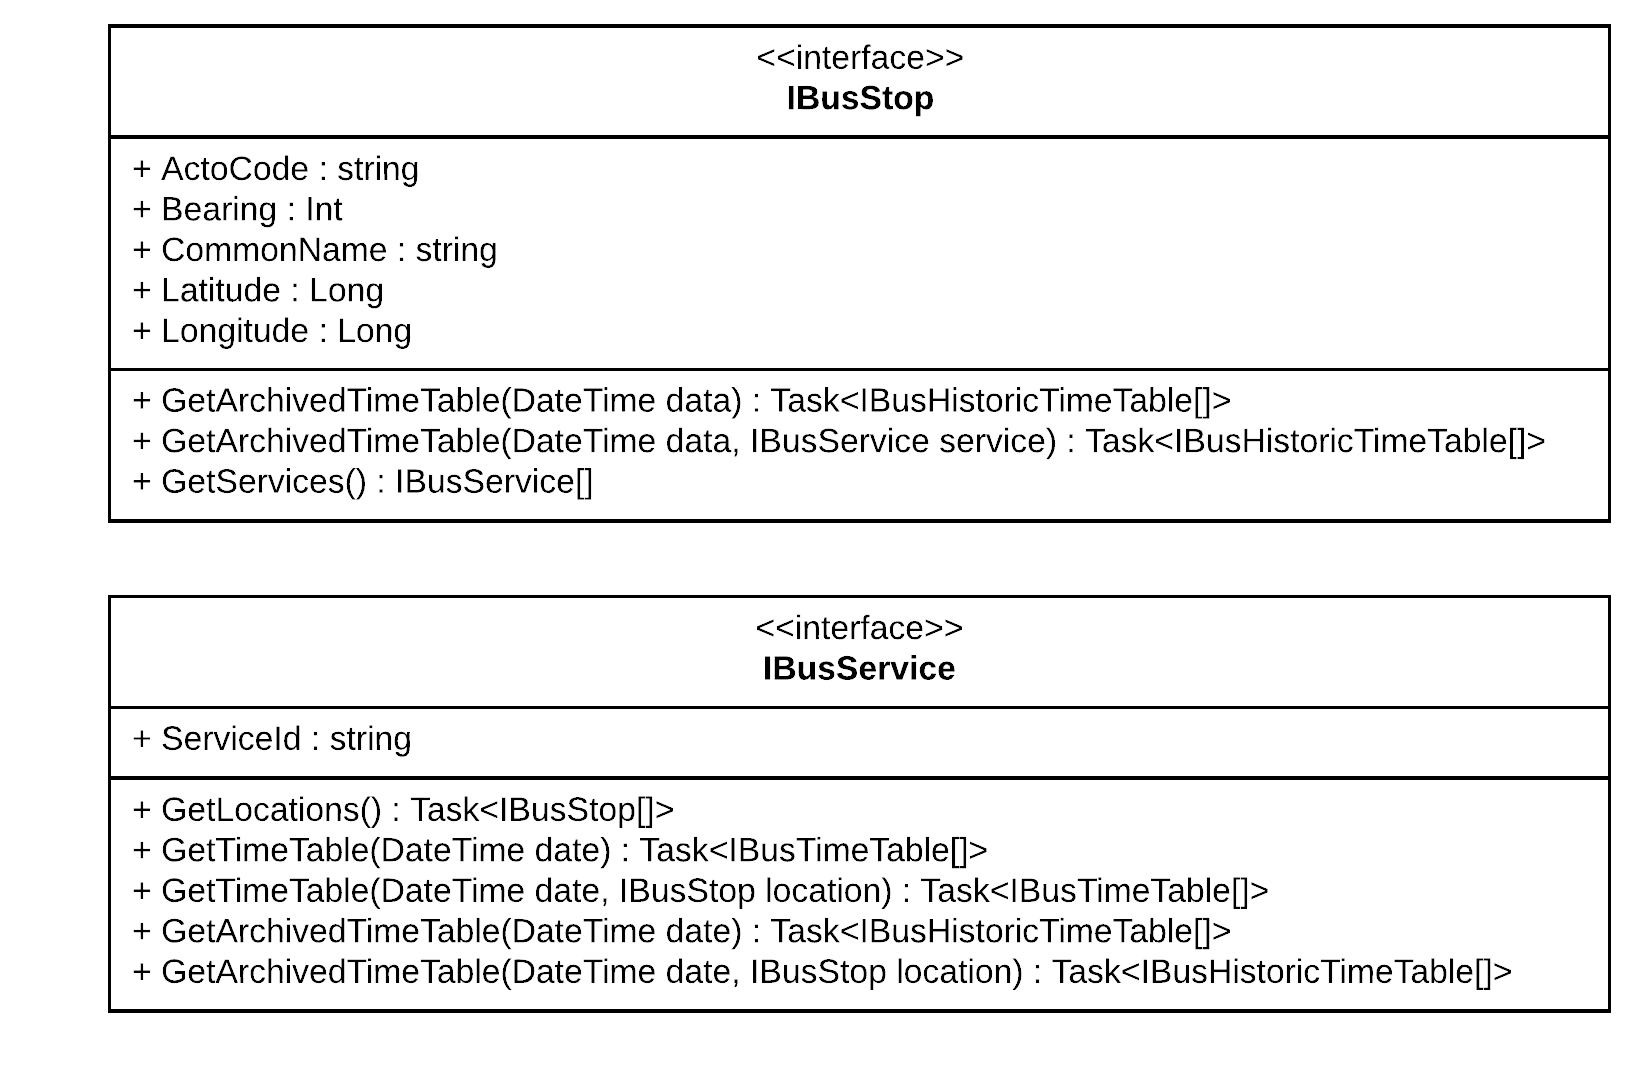 <<interface>>
IBusStop
+ ActoCode : string
+ Bearing : Int
+ CommonName : string
+ Latitude : Long
+ Longitude : Long
+ GetArchivedTimeTable(DateTime data) : Task<IBusHistoricTimeTable[]>
+ GetArchivedTimeTable(DateTime data, IBusService service) : Task<IBusHistoricTimeTable[]>
+ GetServices() : IBusService[]
<<interface>>
IBusService
+ ServiceId : string
+ GetLocations() : Task<IBusStop[]>
+ GetTimeTable(DateTime date) : Task<IBusTimeTable[]>
+ GetTimeTable(DateTime date, IBusStop location) : Task<IBusTimeTable[]>
+ GetArchivedTimeTable(DateTime date) : Task<IBusHistoricTimeTable[]>
+ GetArchivedTimeTable(DateTime date, IBusStop location) : Task<IBusHistoricTimeTable[]>